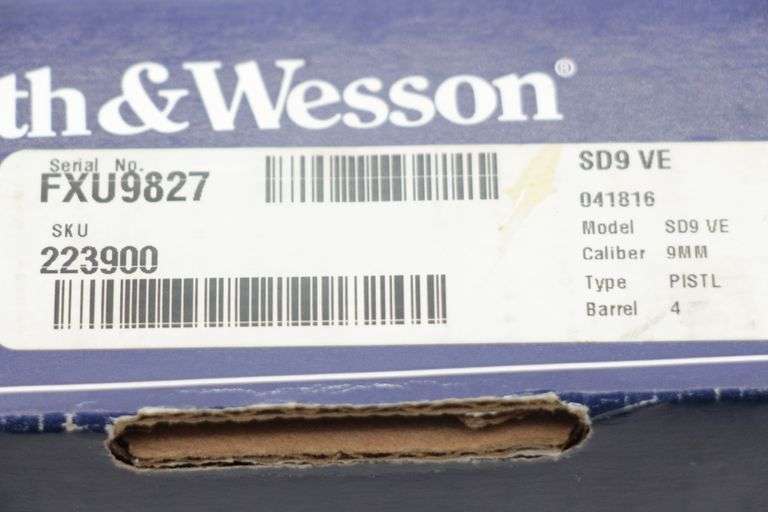 th&Wesson®
Serial No.
FXU9827
SKU
223900
SD9 VE
041816
Model SD9 VE
Caliber 9MM
Type PISTL
Barrel 4